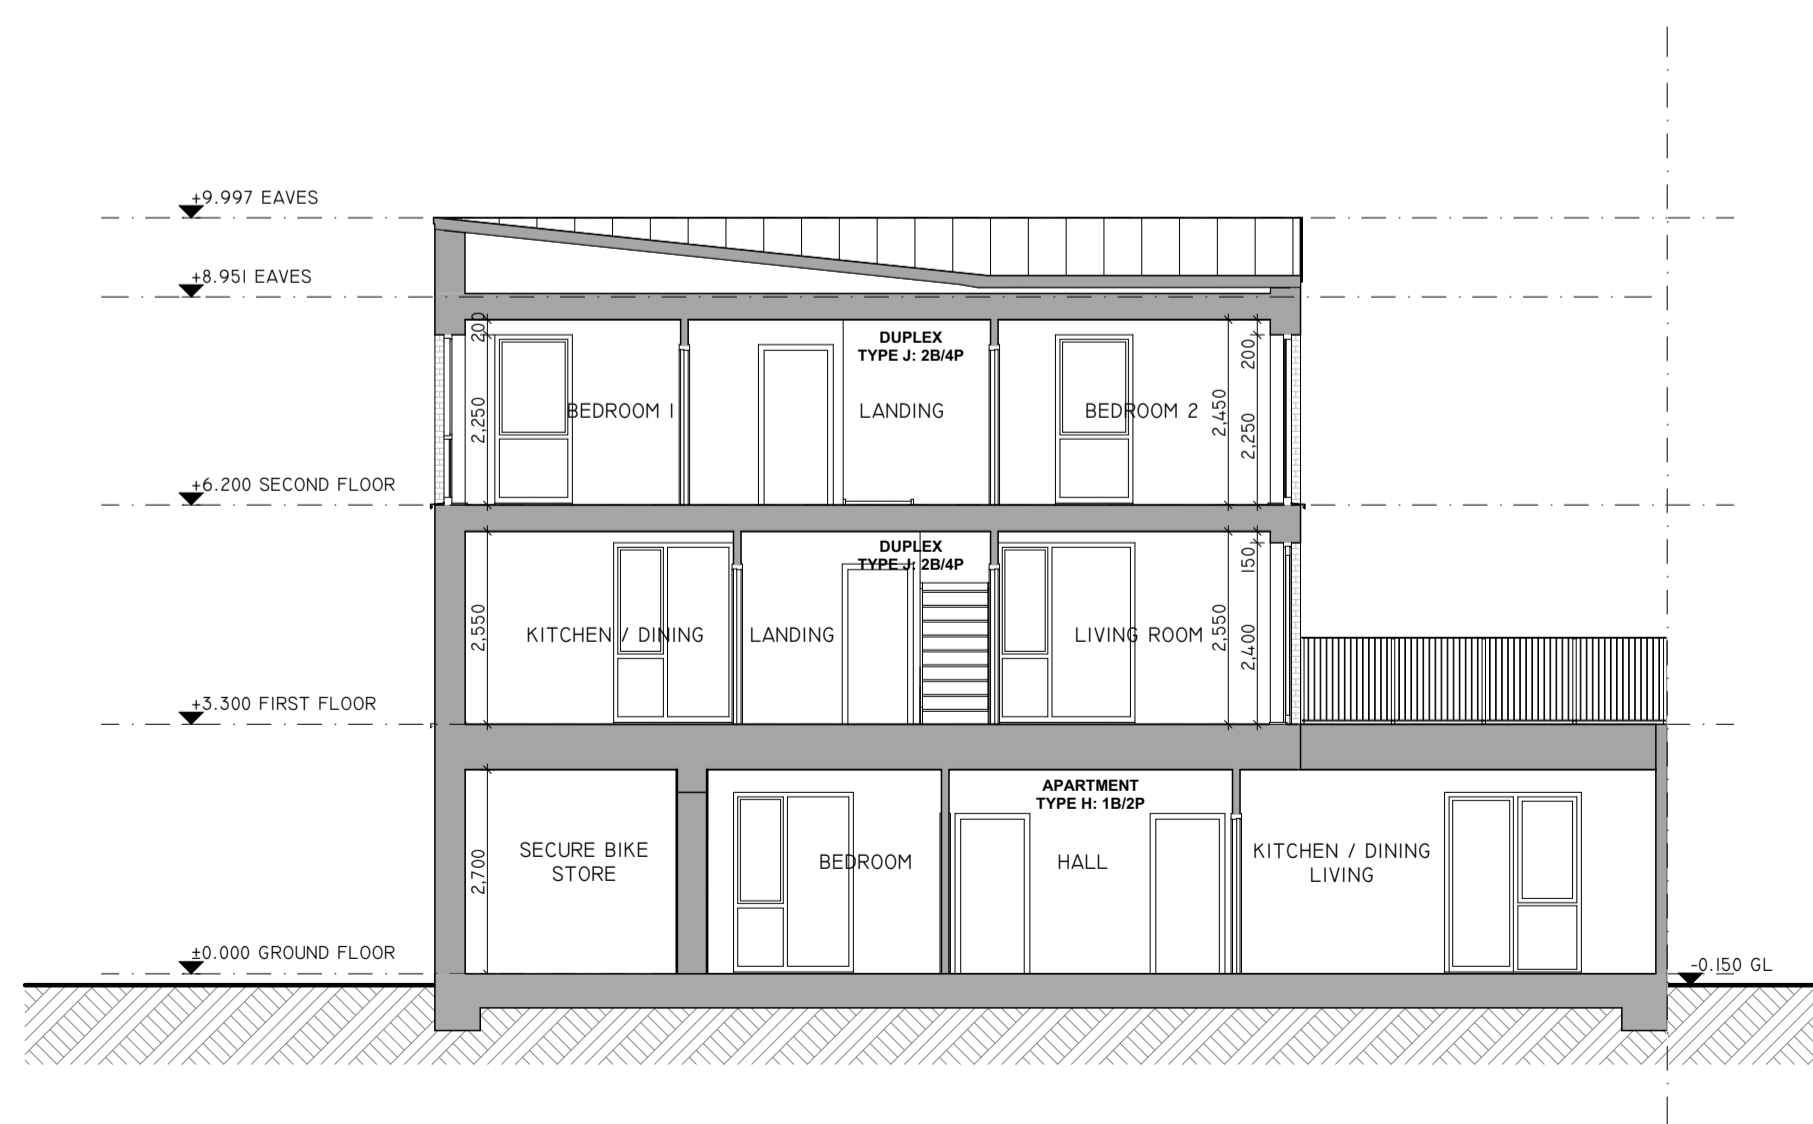 +9.997 EAVES
+8.951 EAVES
200
DUPLEX
TYPE J: 2B/4P
200
2,250
BEDROOM 1
LANDING
BEDROOM 2
2,450
2,250
+6.200 SECOND FLOOR
DUPLEX
TYPE J: 2B/4P
150
2,550
KITCHEN / DINING
LANDING
LIVING ROOM
2,550
2,400
+3.300 FIRST FLOOR
APARTMENT
TYPE H: 1B/2P
2,700
SECURE BIKE
STORE
BEDROOM
HALL
KITCHEN / DINING
LIVING
±0.000 GROUND FLOOR
-0.150 GL